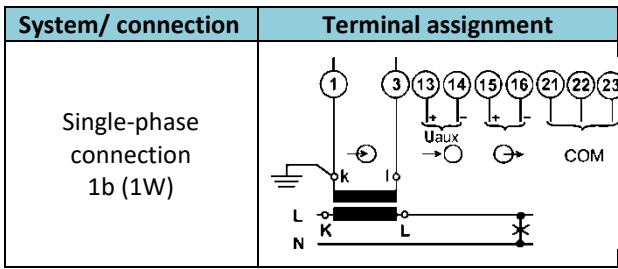 System/ connection
Terminal assignment
Single-phase
connection
1b (1W)
1 3 13 14 15 16 21 22 23
+ - + -
Uaux
COM
k l
L K L
N